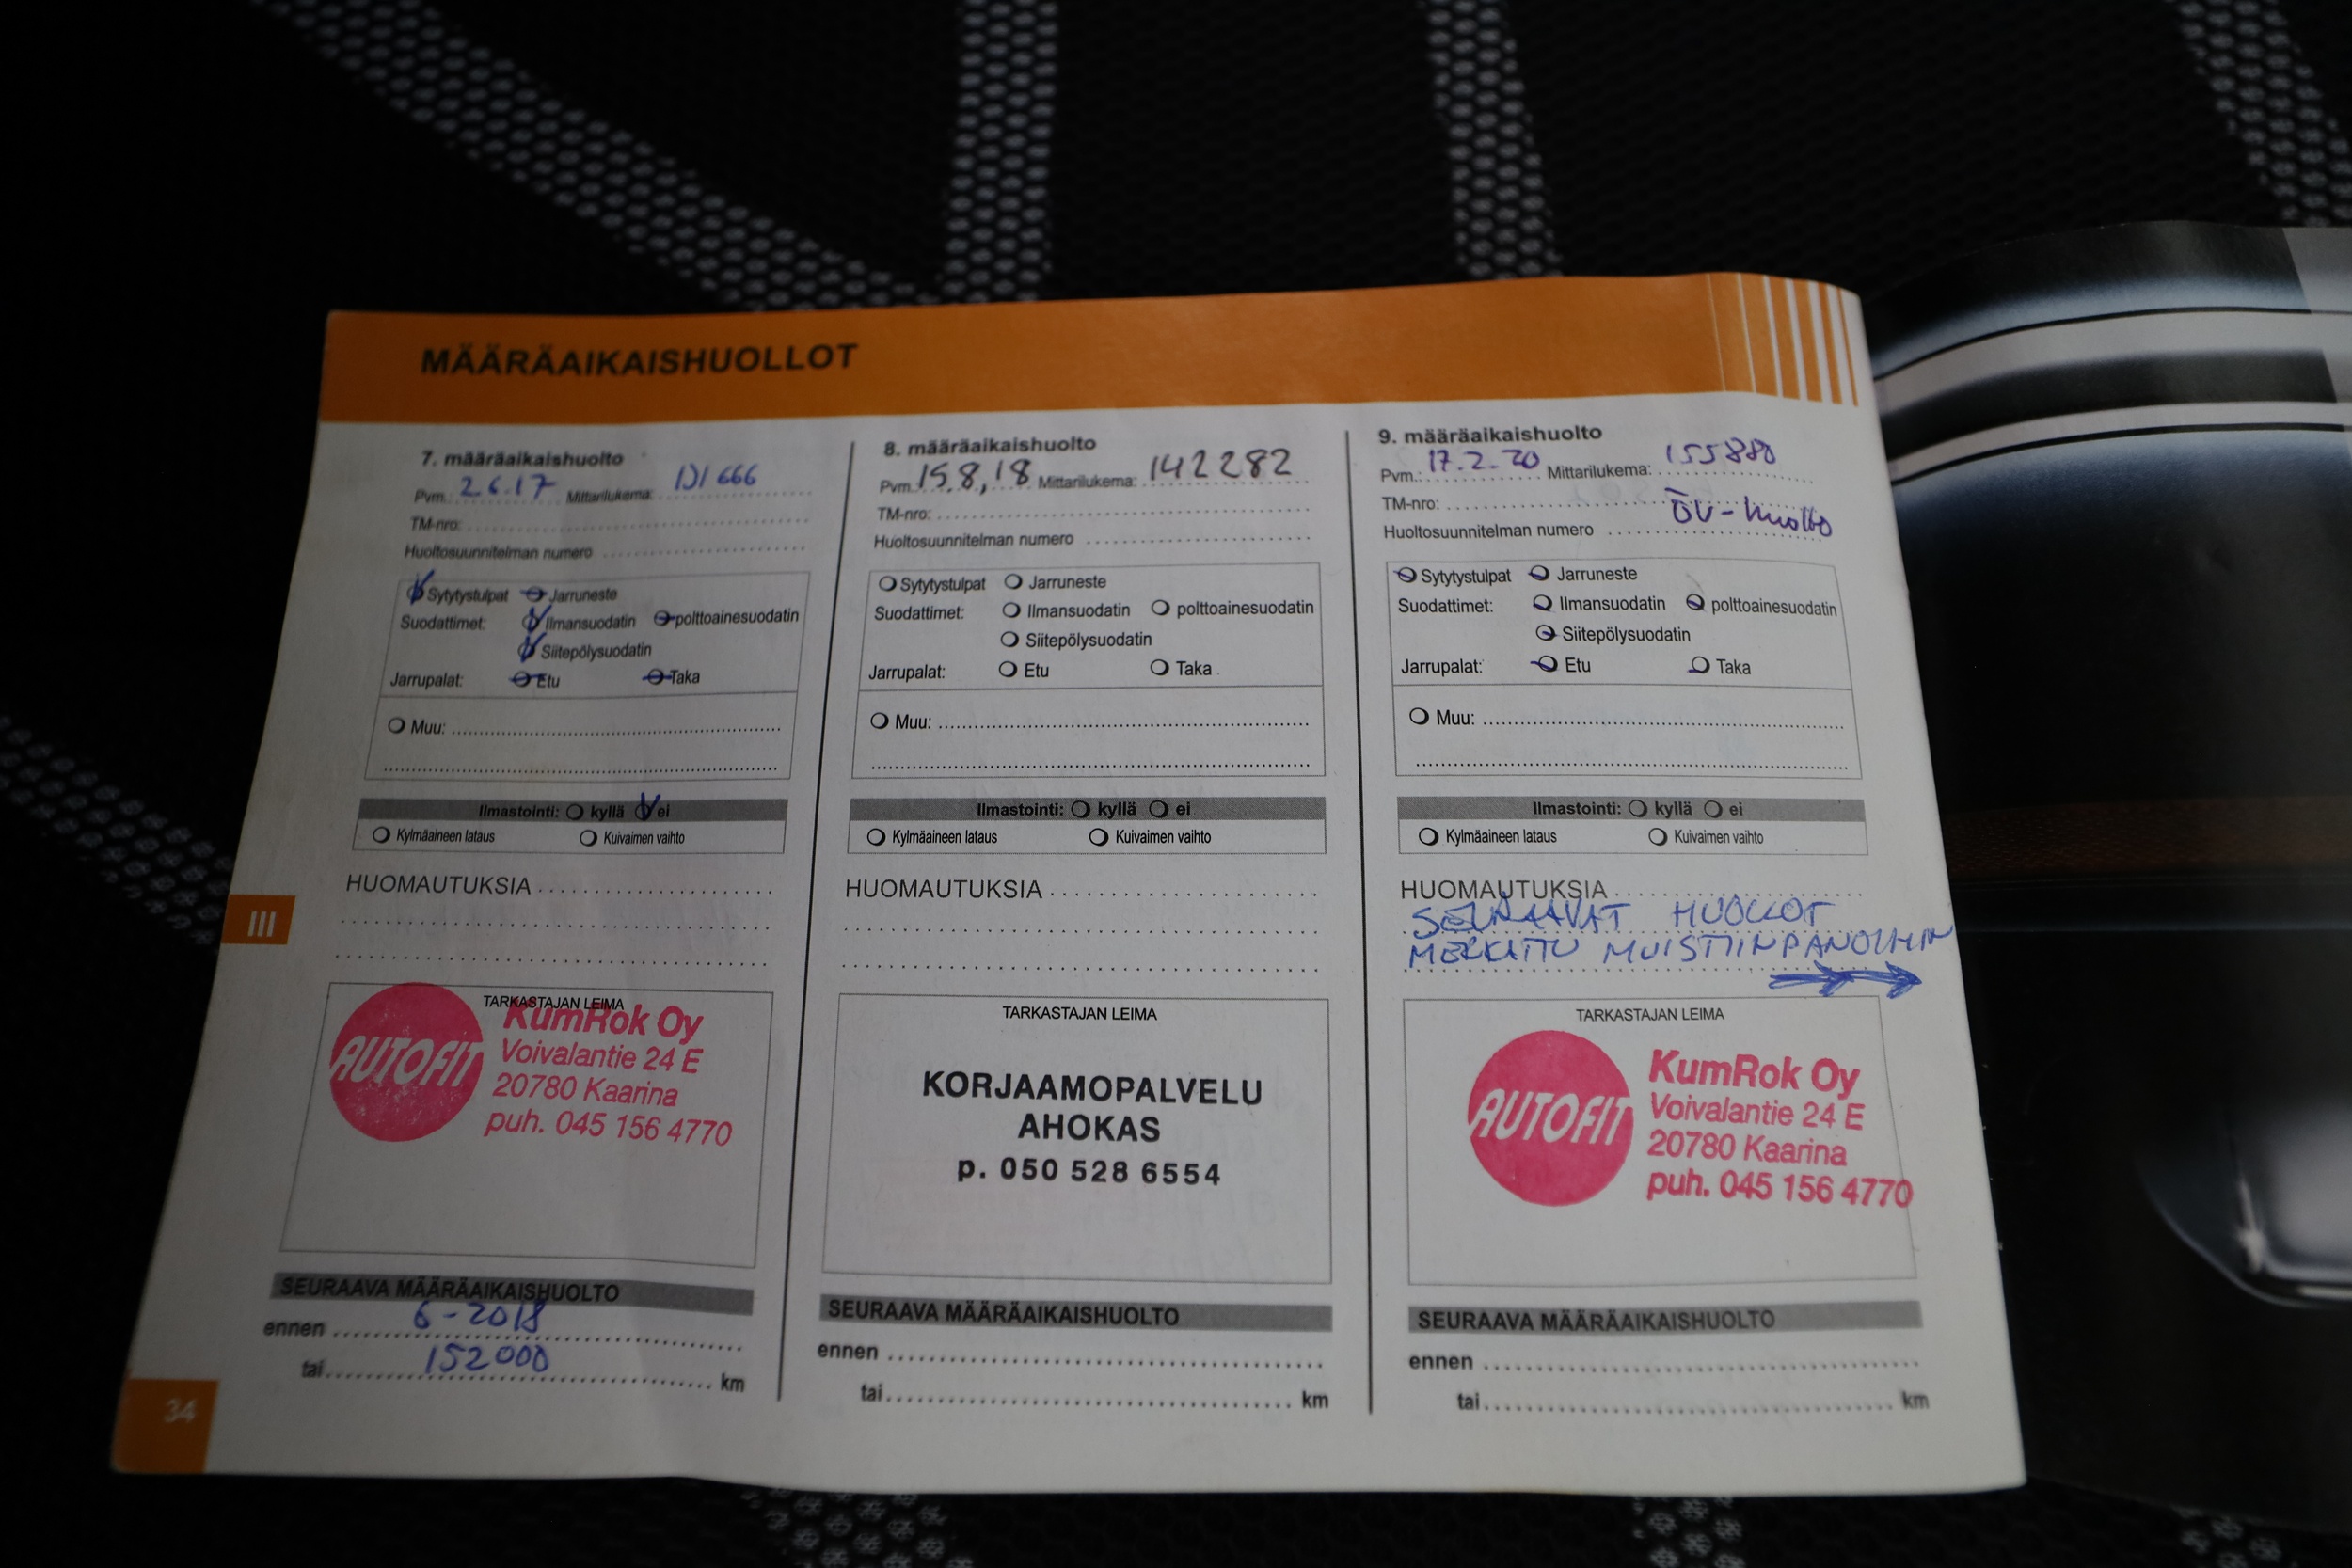 MÄÄRÄAIKAISHUOLLOT
7. määräaikaishuolto
Pvm.: 2.6.17 Mittarilukema: 131666
TM-nro:
Huoltosuunnitelman numero
Sytytystulpat Jarruneste
Suodattimet: Ilmansuodatin polttoainesuodatin
Siitepölysuodatin
Jarrupalat: Etu Taka
Muu:
Ilmastointi: kyllä ei
Kylmäaineen lataus Kuivaimen vaihto
HUOMAUTUKSIA
TARKASTAJAN LEIMA
AUTOFIT
KumRok Oy
Voivalantie 24 E
20780 Kaarina
puh. 045 156 4770
SEURAAVA MÄÄRÄAIKAISHUOLTO
ennen 6-2018
tai 152000 km
8. määräaikaishuolto
Pvm. 15.8,18 Mittarilukema: 142282
TM-nro:
Huoltosuunnitelman numero
Sytytystulpat Jarruneste
Suodattimet: Ilmansuodatin polttoainesuodatin
Siitepölysuodatin
Jarrupalat: Etu Taka
Muu:
Ilmastointi: kyllä ei
Kylmäaineen lataus Kuivaimen vaihto
HUOMAUTUKSIA
TARKASTAJAN LEIMA
KORJAAMOPALVELU
AHOKAS
p. 050 528 6554
SEURAAVA MÄÄRÄAIKAISHUOLTO
ennen
tai km
9. määräaikaishuolto
Pvm.: 17.2.20 Mittarilukema: 155880
TM-nro:
ÖV-huolto
Huoltosuunnitelman numero
Sytytystulpat Jarruneste
Suodattimet: Ilmansuodatin polttoainesuodatin
Siitepölysuodatin
Jarrupalat: Etu Taka
Muu:
Ilmastointi: kyllä ei
Kylmäaineen lataus Kuivaimen vaihto
HUOMAUTUKSIA
SEURAAVAT HUOLLOT
MERKATTU MUISTIINPANOIHIN
TARKASTAJAN LEIMA
AUTOFIT
KumRok Oy
Voivalantie 24 E
20780 Kaarina
puh. 045 156 4770
SEURAAVA MÄÄRÄAIKAISHUOLTO
ennen
tai km
III
34